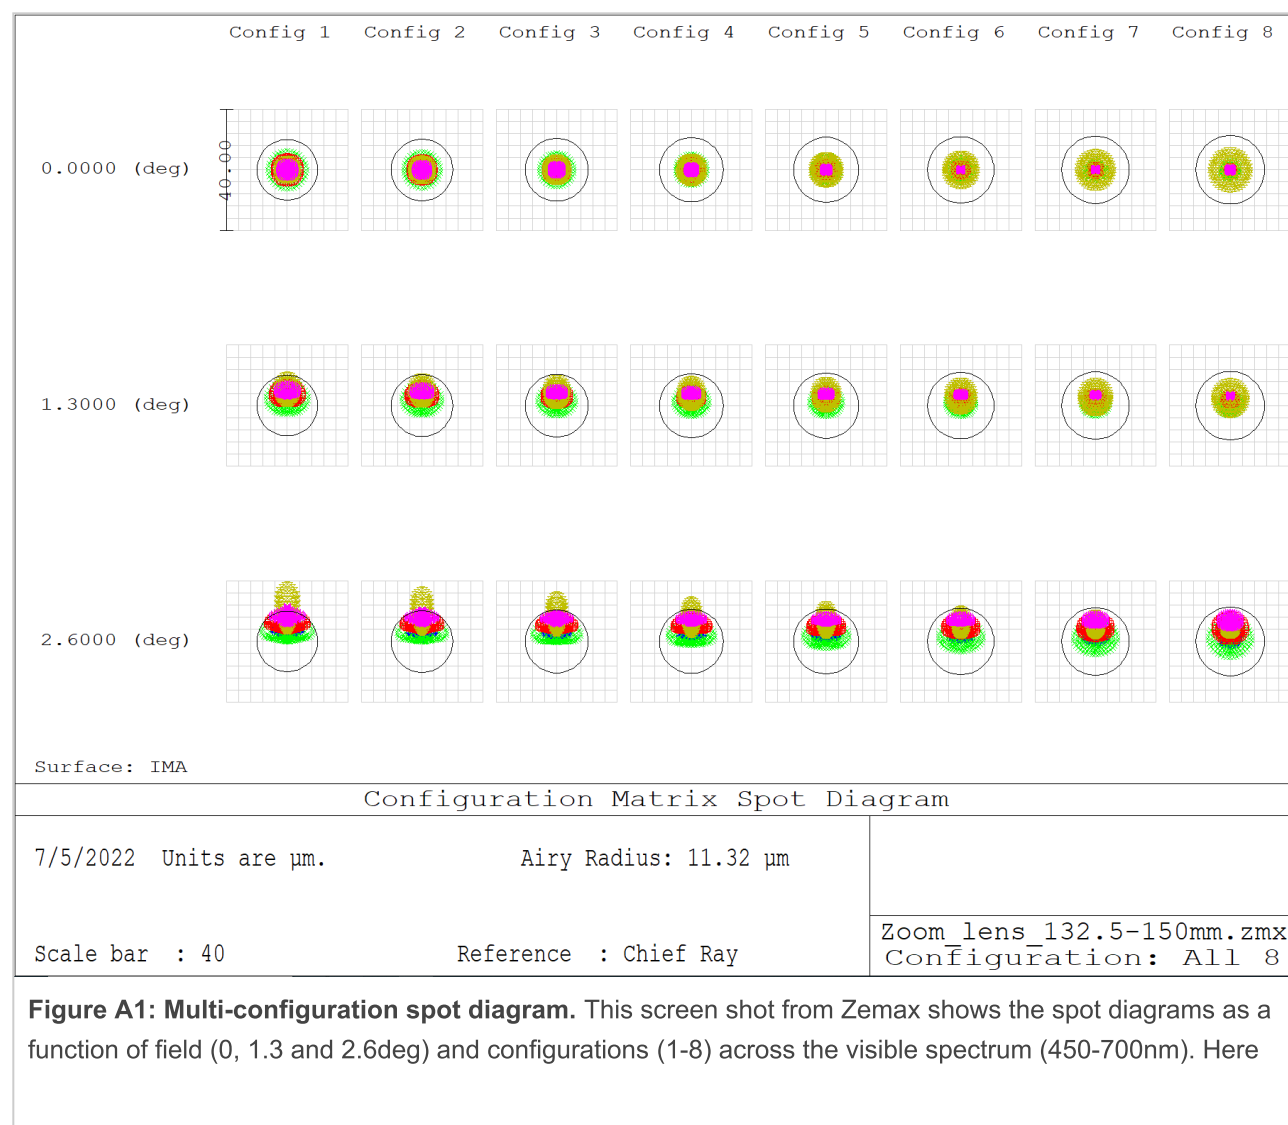 Config 1 Config 2 Config 3 Config 4 Config 5 Config 6 Config 7 Config 8
40.00
0.0000 (deg)
1.3000 (deg)
2.6000 (deg)
Surface: IMA
Configuration Matrix Spot Diagram
7/5/2022 Units are µm. Airy Radius: 11.32 µm
Scale bar : 40 Reference : Chief Ray
Zoom_lens_132.5-150mm.zmx
Configuration: All 8
Figure A1: Multi-configuration spot diagram. This screen shot from Zemax shows the spot diagrams as a
function of field (0, 1.3 and 2.6deg) and configurations (1-8) across the visible spectrum (450-700nm). Here